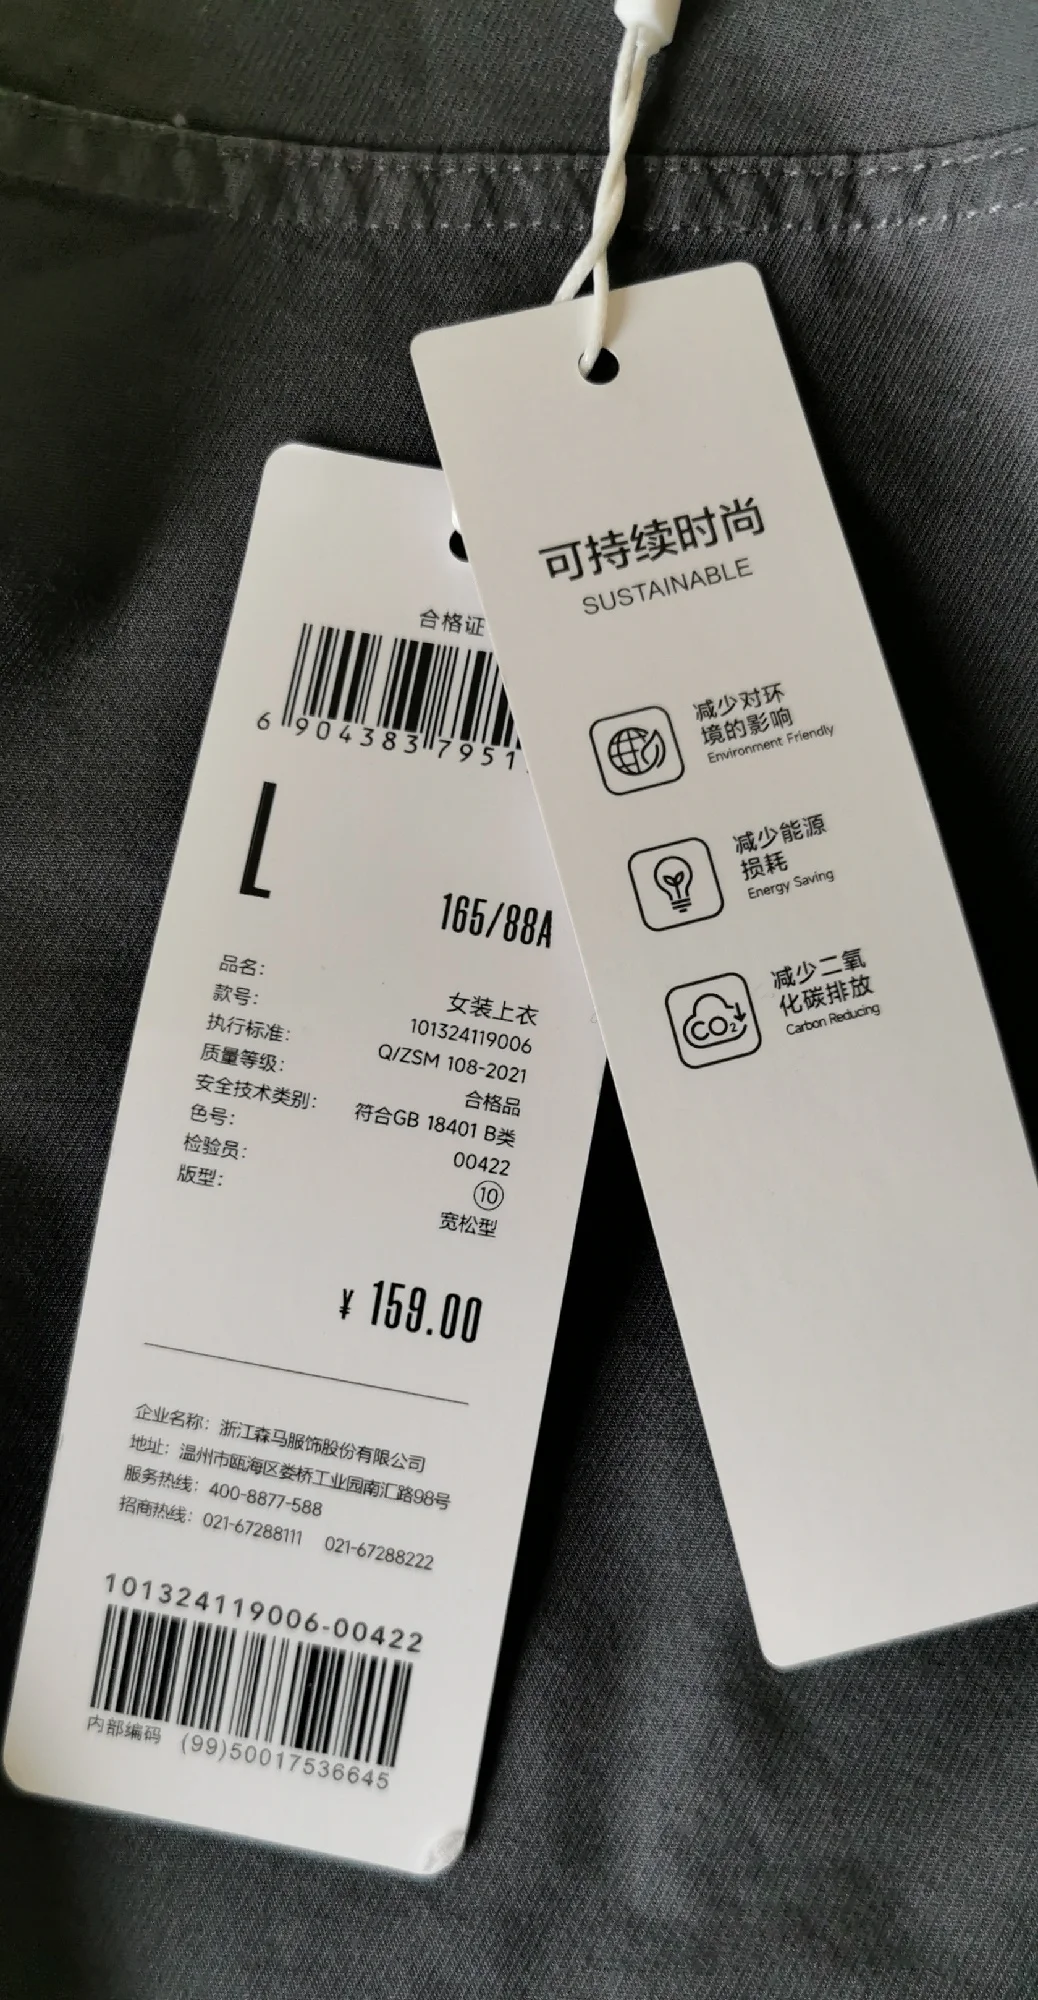 合格证
6 904383 7951
L
165/88A
品名： 女装上衣
款号： 101324119006
执行标准： Q/ZSM 108-2021
质量等级： 合格品
安全技术类别： 符合GB 18401 B类
色号： 00422
检验员： ⑩
版型： 宽松型
¥ 159.00
企业名称：浙江森马服饰股份有限公司
地址：温州市瓯海区娄桥工业园南汇路98号
服务热线：400-8877-588
招商热线：021-67288111 021-67288222
101324119006-00422
内部编码 (99)50017536645
可持续时尚
SUSTAINABLE
减少对环
境的影响
Environment Friendly
减少能源
损耗
Energy Saving
CO2
减少二氧
化碳排放
Carbon Reducing